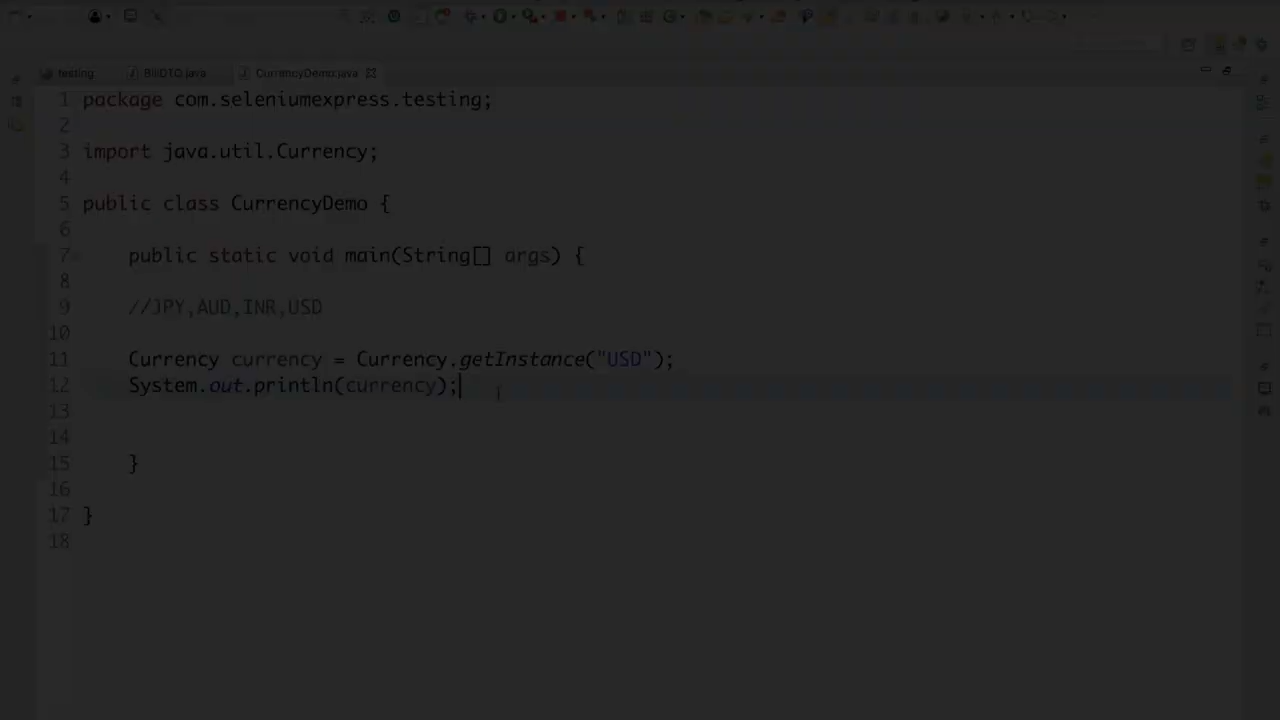 testing
BillDTO.java
CurrencyDemo.java
1 package com.seleniumexpress.testing;
2
3 import java.util.Currency;
4
5 public class CurrencyDemo {
6
7 public static void main(String[] args) {
8
9 //JPY,AUD,INR,USD
10
11 Currency currency = Currency.getInstance("USD");
12 System.out.println(currency);
13
14
15 }
16
17 }
18